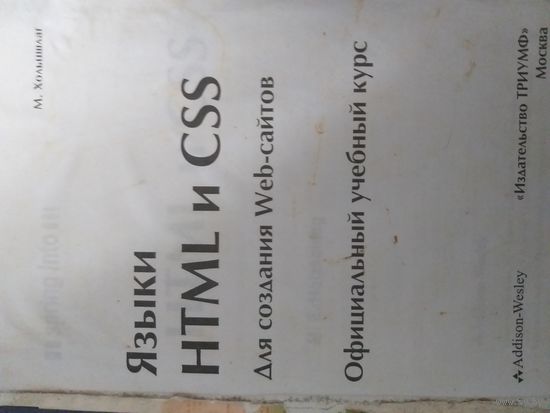 М. Хольцшлаг
Языки
HTML и CSS
Для создания Web-сайтов
Официальный учебный курс
Addison-Wesley
«Издательство ТРИУМФ»
Москва